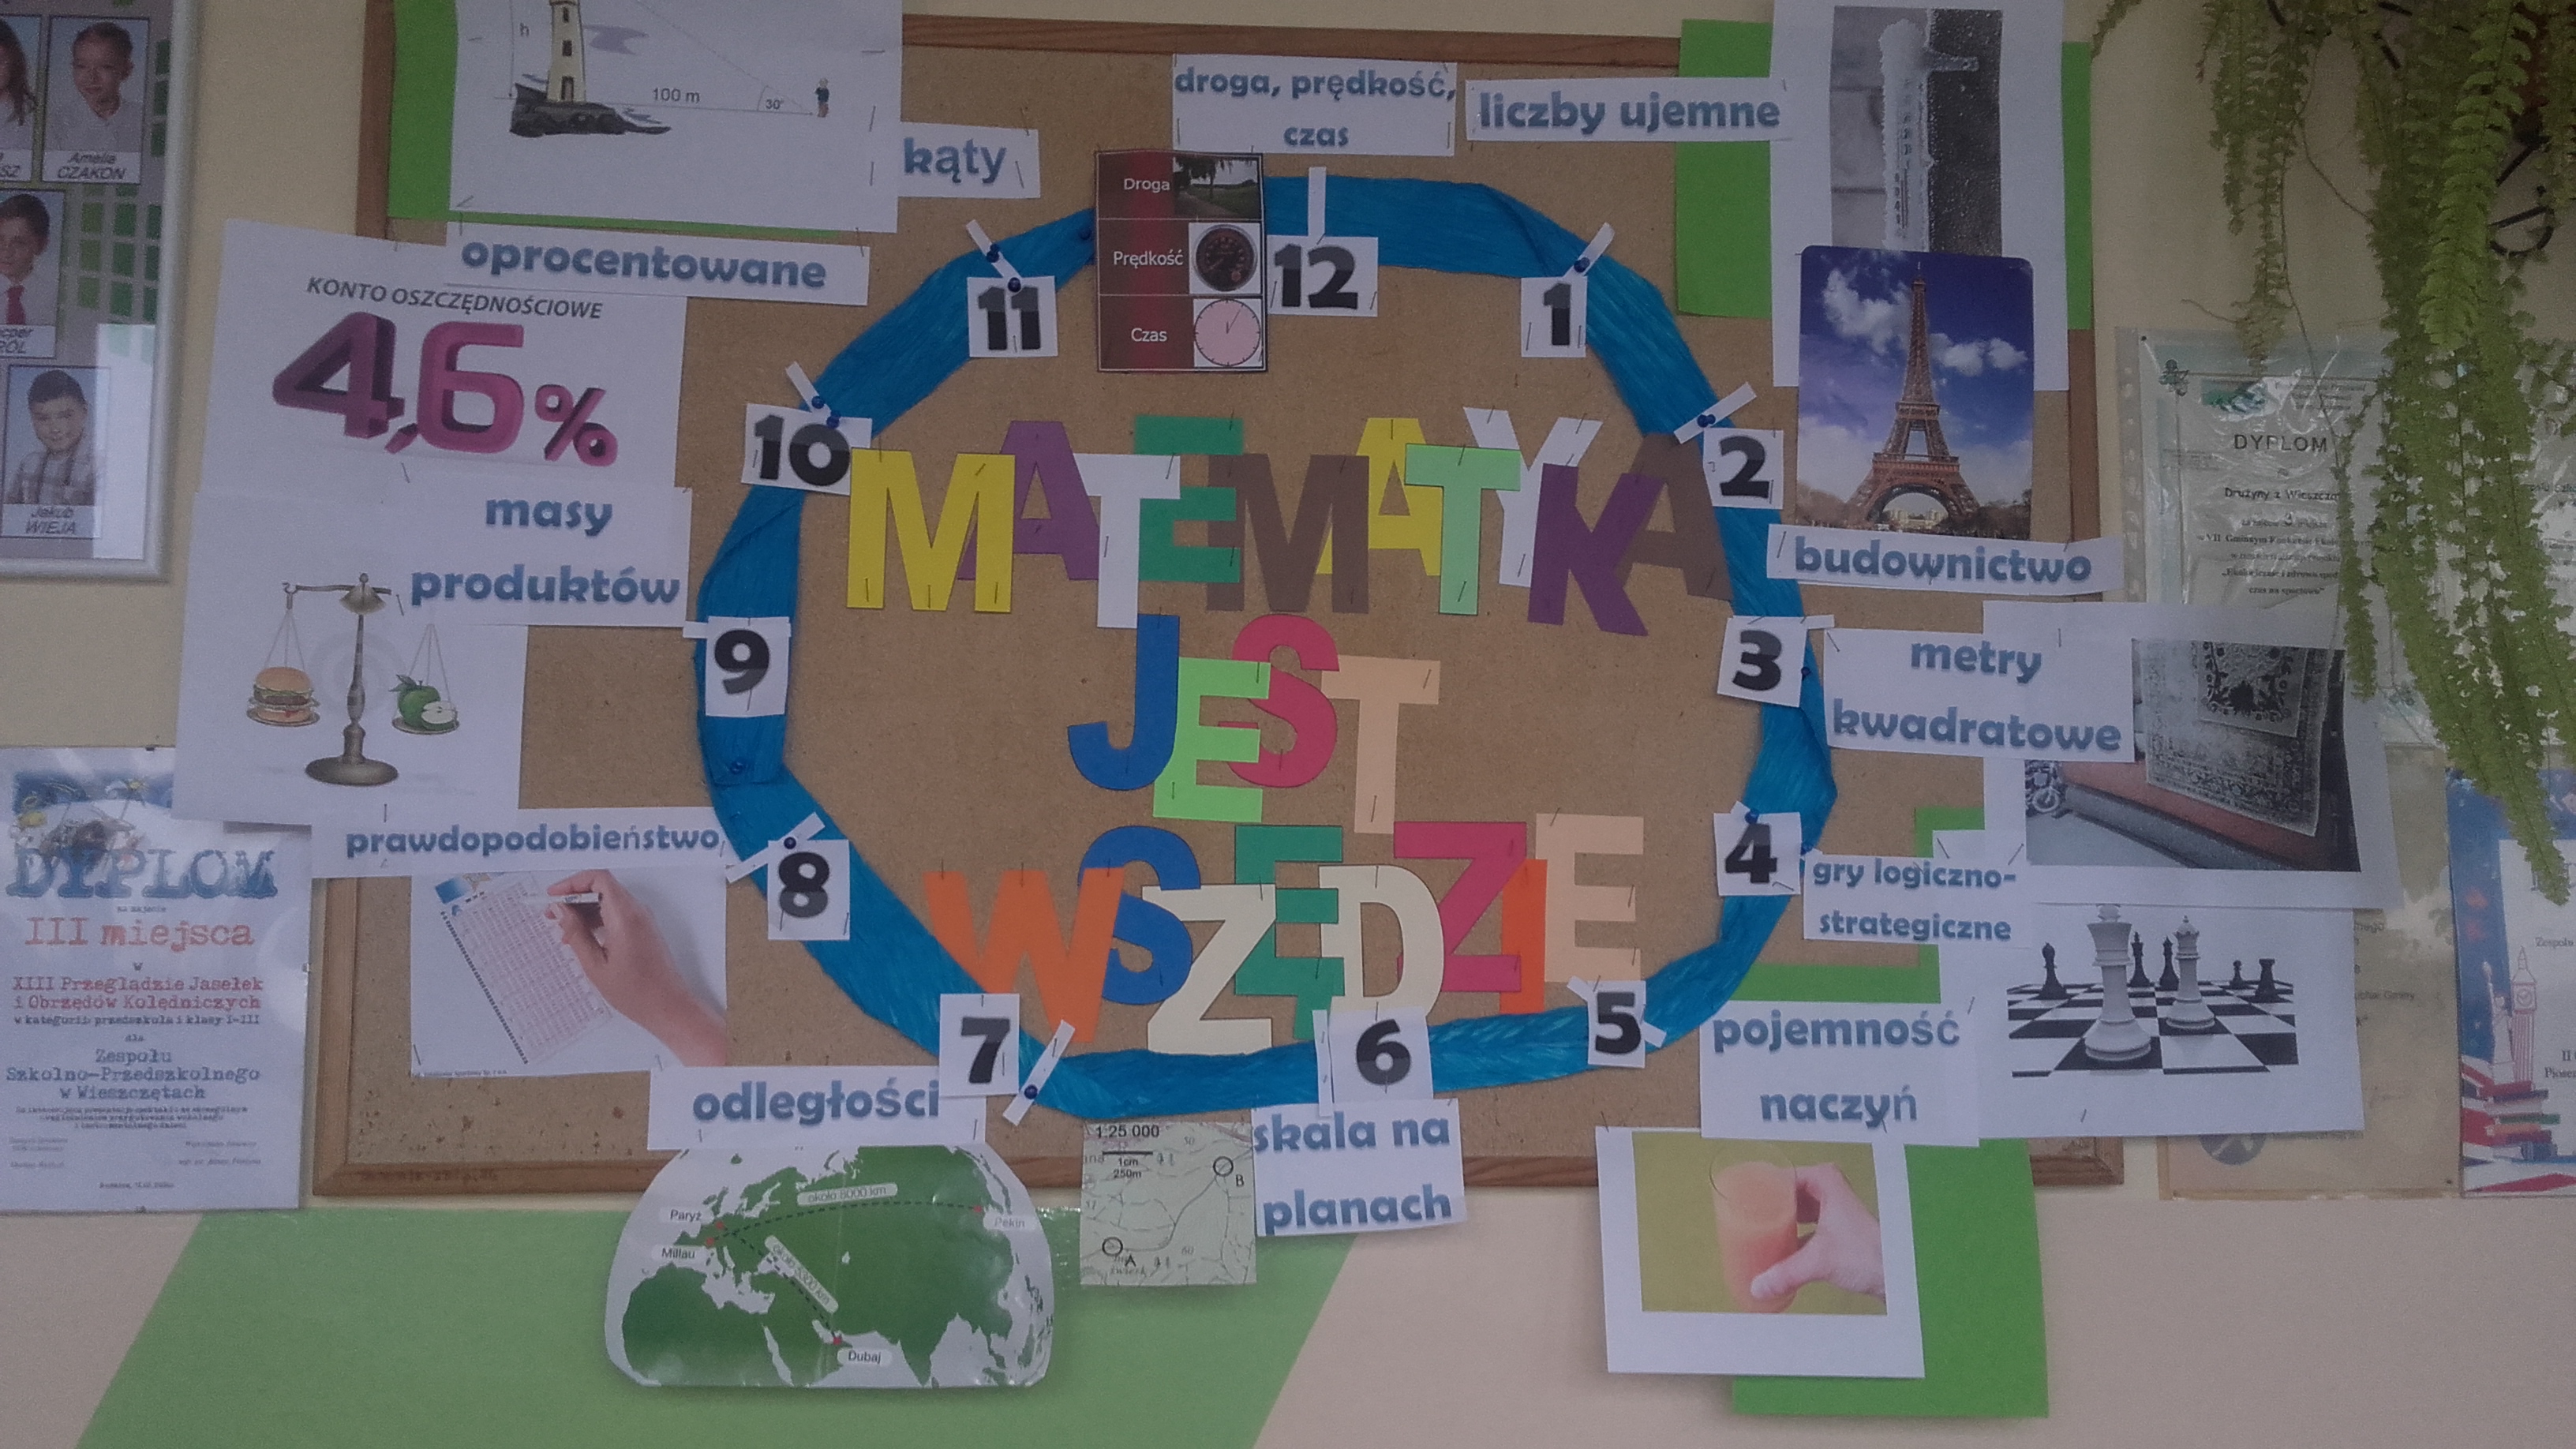 h
100 m
30°
kąty
droga, prędkość,
czas
liczby ujemne
Amelia
CZAKON
oprocentowane
KONTO OSZCZĘDNOŚCIOWE
4,6%
Droga
Prędkość
Czas
11
12
1
10
2
MATEMATYKA
JEST
WSZĘDZIE
masy
produktów
Jakub
WIEJA
budownictwo
DYPLOM
Drużyny z Wieszcząt
9
3
metry
kwadratowe
prawdopodobieństwo
8
4
gry logiczno-
strategiczne
DYPLOM
III miejsca
w
XIII Przeglądzie Jasełek
i Obrzędów Kolędniczych
w kategorii: przedszkola i klasy I-III
dla
Zespołu
Szkolno-Przedszkolnego
w Wieszczętach
7
6
5
pojemność
naczyń
odległości
skala na
planach
1:25 000
1cm
250m
B
A
około 8000 km
Paryż
Pekin
Millau
Dubaj